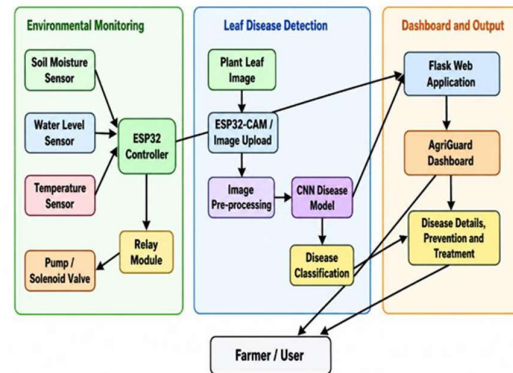 Environmental Monitoring
Soil Moisture
Sensor
Water Level
Sensor
Temperature
Sensor
Pump /
Solenoid Valve
ESP32
Controller
Relay
Module
Leaf Disease Detection
Plant Leaf
Image
ESP32-CAM /
Image Upload
Image
Pre-processing
CNN Disease
Model
Disease
Classification
Dashboard and Output
Flask Web
Application
AgriGuard
Dashboard
Disease Details,
Prevention and
Treatment
Farmer / User